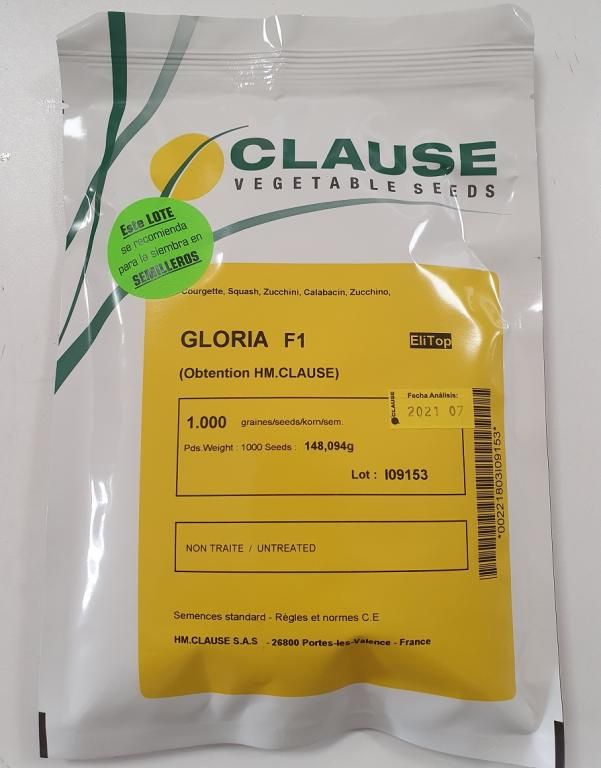 CLAUSE
VEGETABLE SEEDS
Este LOTE
se recomienda
para la siembra en
SEMILLEROS
Courgette, Squash, Zucchini, Calabacin, Zucchino,
GLORIA F1
EliTop
(Obtention HM.CLAUSE)
CLAUSE
Fecha Análisis:
2021 07
1.000 graines/seeds/korn/sem.
Pds Weight : 1000 Seeds : 148,094g
Lot : I09153
*00221803I09153*
NON TRAITE / UNTREATED
Semences standard - Règles et normes C.E
HM.CLAUSE S.A.S - 26800 Portes-les-Valence - France